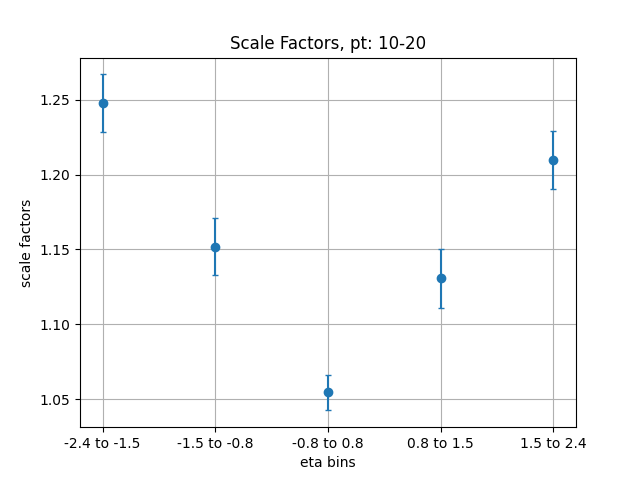 Scale Factors, pt: 10-20
1.25
1.20
1.15
1.10
1.05
scale factors
-2.4 to -1.5
-1.5 to -0.8
-0.8 to 0.8
0.8 to 1.5
1.5 to 2.4
eta bins